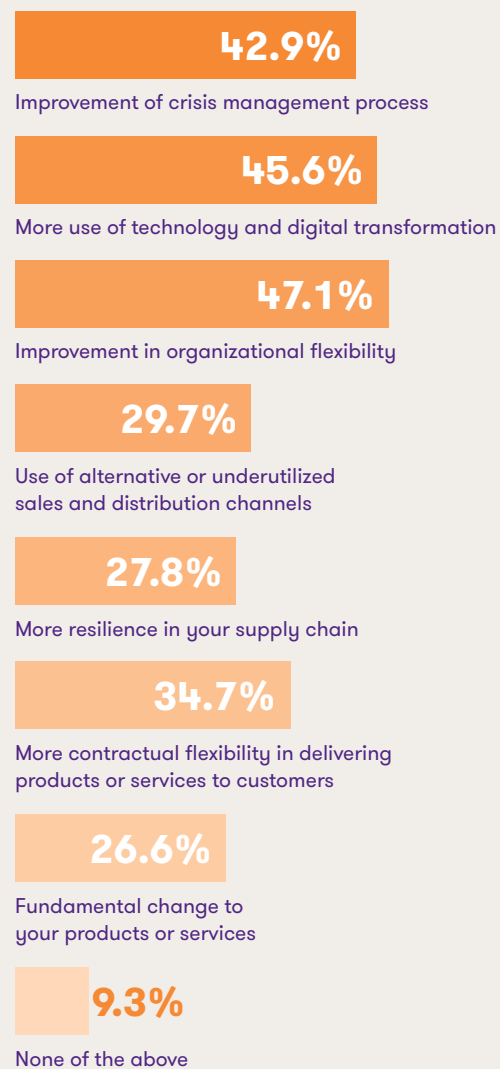 42.9%
Improvement of crisis management process
45.6%
More use of technology and digital transformation
47.1%
Improvement in organizational flexibility
29.7%
Use of alternative or underutilized
sales and distribution channels
27.8%
More resilience in your supply chain
34.7%
More contractual flexibility in delivering
products or services to customers
26.6%
Fundamental change to
your products or services
9.3%
None of the above